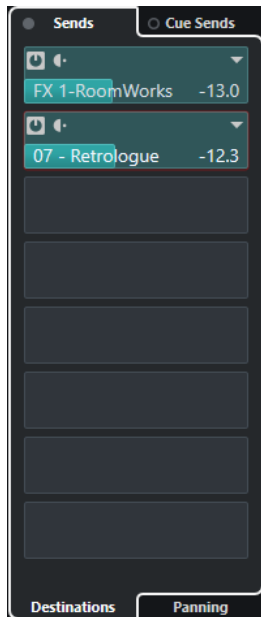 Sends Cue Sends
FX 1-RoomWorks -13.0
07 - Retrologue -12.3
Destinations Panning